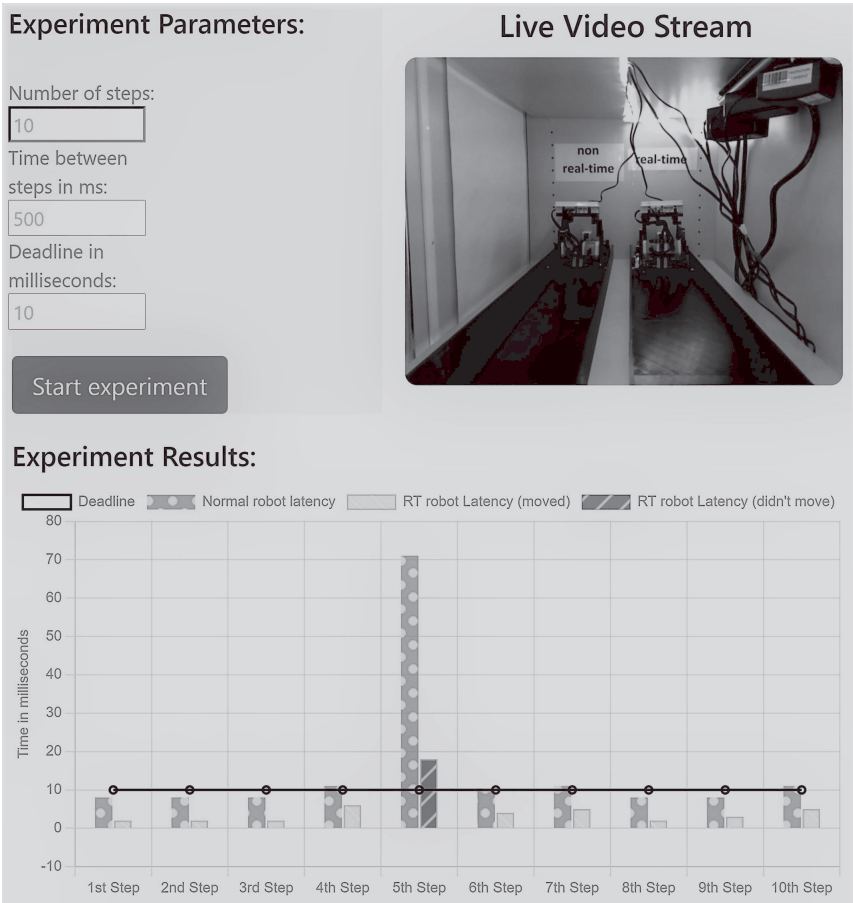 Experiment Parameters:
Live Video Stream
Number of steps:
10
Time between
steps in ms:
500
Deadline in
milliseconds:
10
Start experiment
non
real-time
real-time
Experiment Results:
Deadline
Normal robot latency
RT robot Latency (moved)
RT robot Latency (didn't move)
Time in milliseconds
80
70
60
50
40
30
20
10
0
-10
1st Step
2nd Step
3rd Step
4th Step
5th Step
6th Step
7th Step
8th Step
9th Step
10th Step